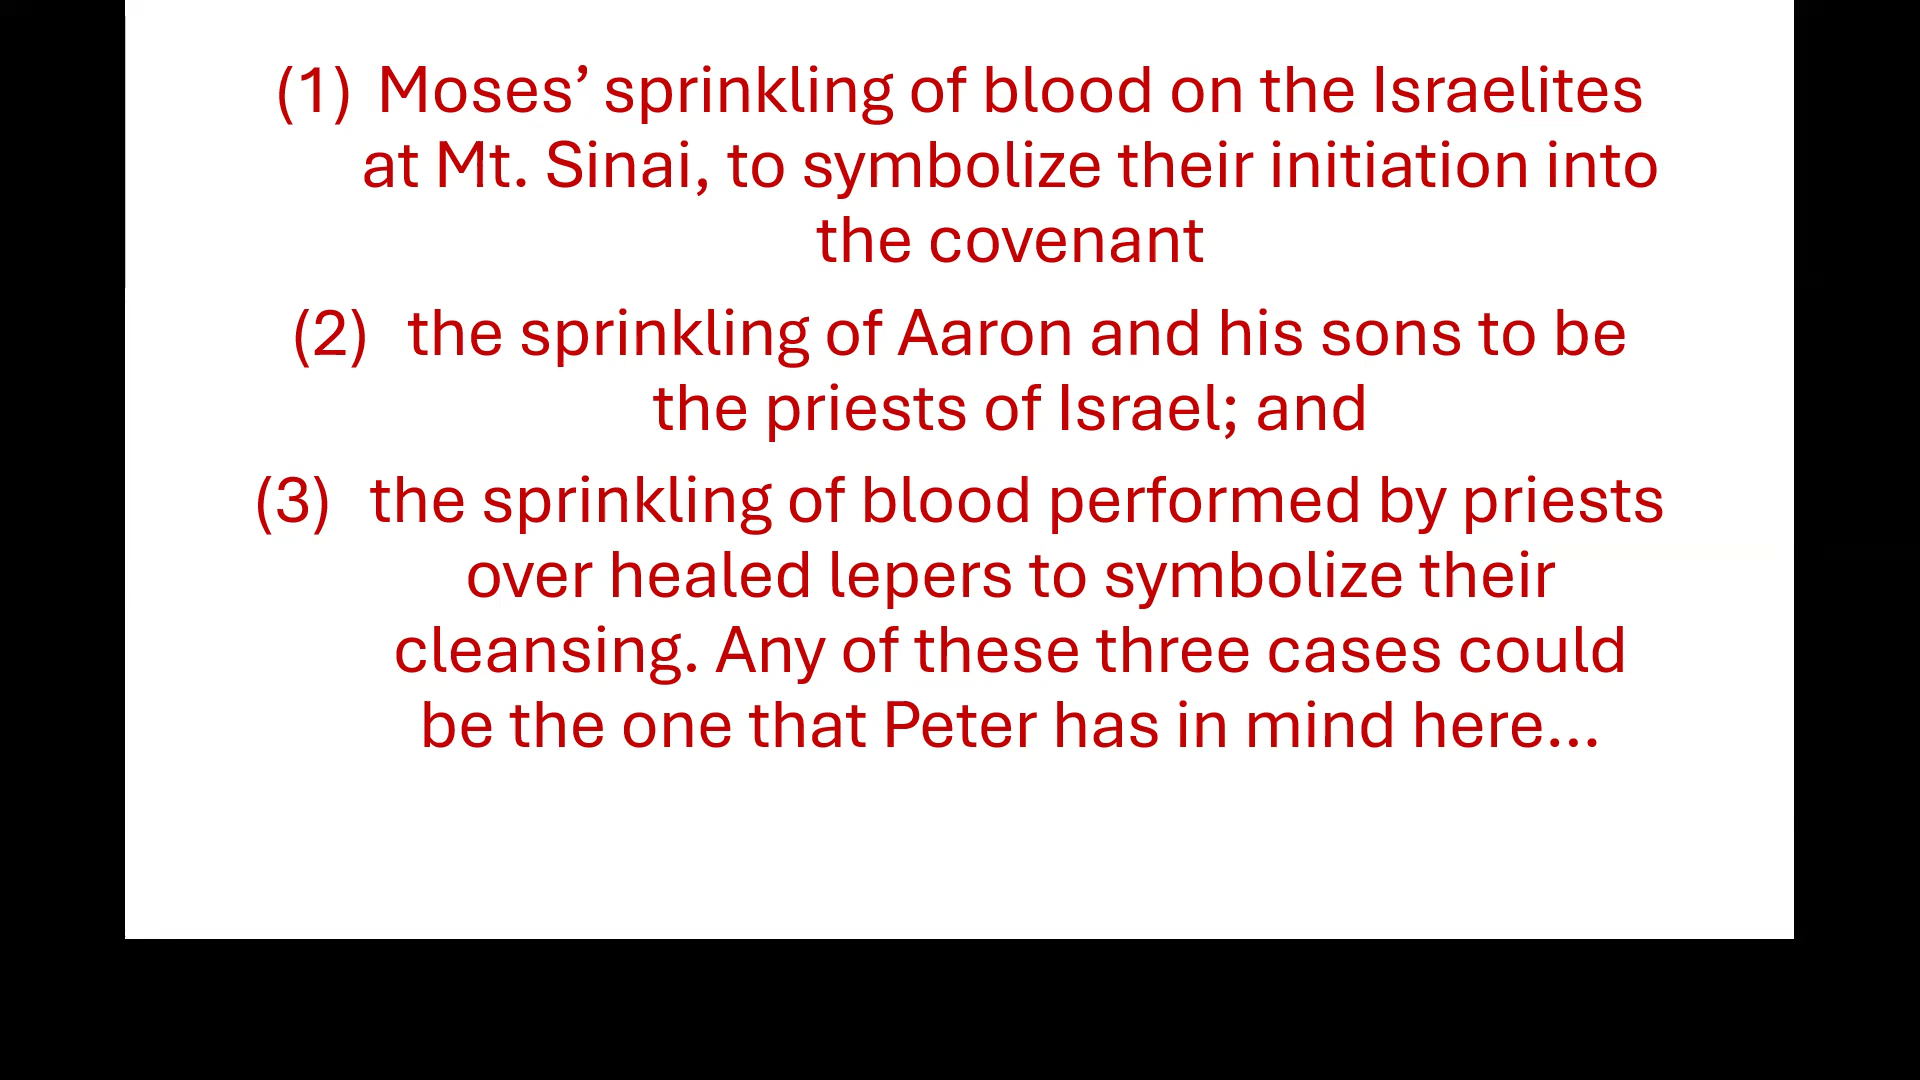 (1) Moses’ sprinkling of blood on the Israelites
at Mt. Sinai, to symbolize their initiation into
the covenant
(2) the sprinkling of Aaron and his sons to be
the priests of Israel; and
(3) the sprinkling of blood performed by priests
over healed lepers to symbolize their
cleansing. Any of these three cases could
be the one that Peter has in mind here...